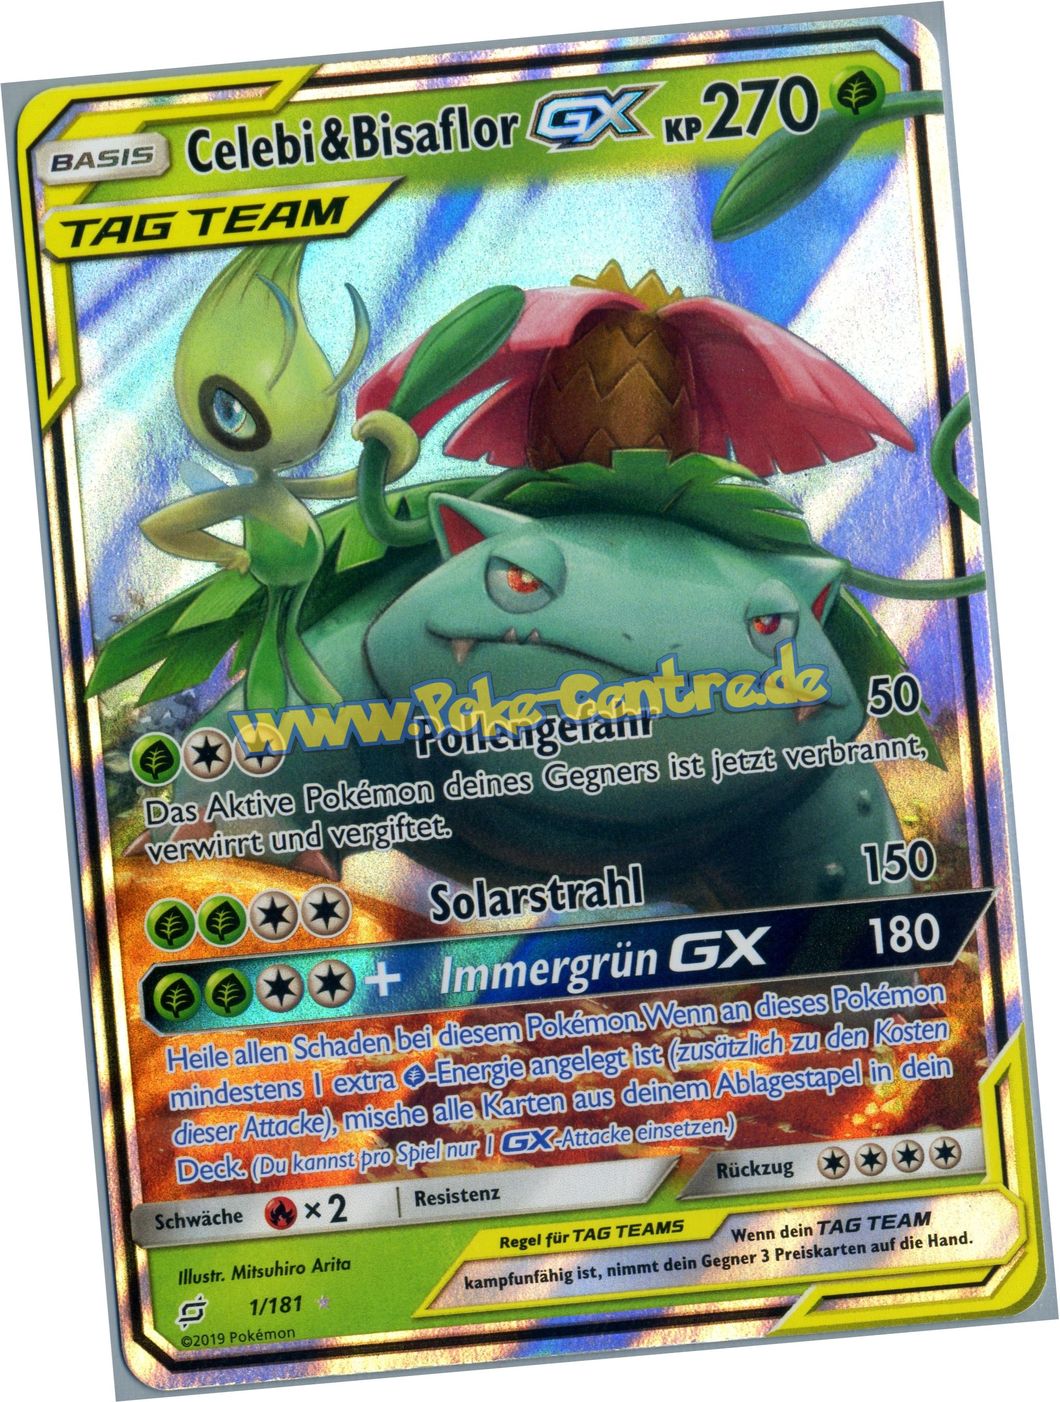 BASIS
Celebi&Bisaflor GX KP 270
TAG TEAM
www.Poke-Centre.de
Pollengefahr 50
Das Aktive Pokémon deines Gegners ist jetzt verbrannt,
verwirrt und vergiftet.
Solarstrahl 150
+ Immergrün GX 180
Heile allen Schaden bei diesem Pokémon.Wenn an dieses Pokémon
mindestens 1 extra -Energie angelegt ist (zusätzlich zu den Kosten
dieser Attacke), mische alle Karten aus deinem Ablagestapel in dein
Deck. (Du kannst pro Spiel nur 1 GX-Attacke einsetzen.)
Schwäche ×2 Resistenz Rückzug
Regel für TAG TEAMS Wenn dein TAG TEAM
kampfunfähig ist, nimmt dein Gegner 3 Preiskarten auf die Hand.
Illustr. Mitsuhiro Arita
1/181
©2019 Pokémon